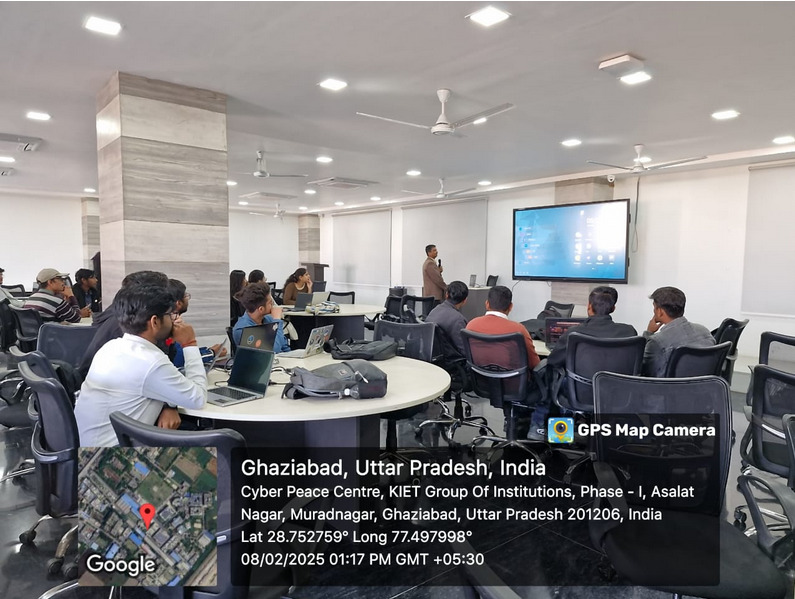 GPS Map Camera
Ghaziabad, Uttar Pradesh, India
Cyber Peace Centre, KIET Group Of Institutions, Phase - I, Asalat
Nagar, Muradnagar, Ghaziabad, Uttar Pradesh 201206, India
Lat 28.752759° Long 77.497998°
08/02/2025 01:17 PM GMT +05:30
Google